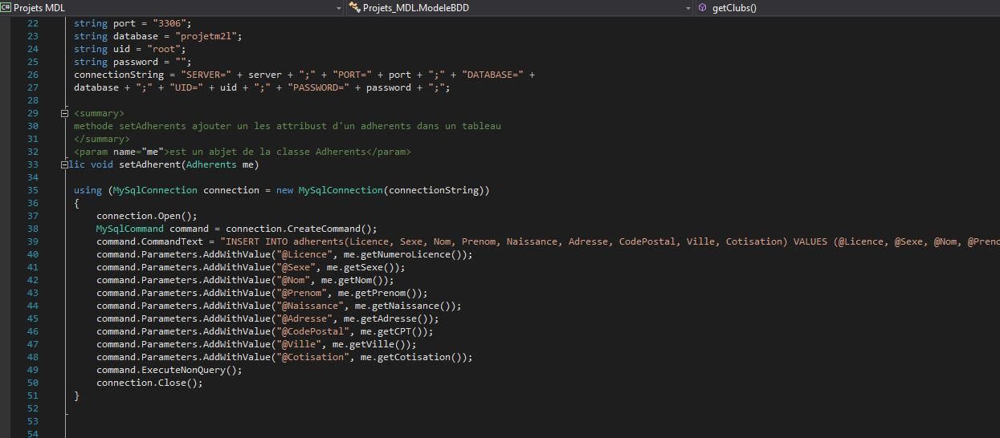 Projets MDL Projets_MDL.ModeleBDD getClubs()
22 string port = "3306";
23 string database = "projetm2l";
24 string uid = "root";
25 string password = "";
26 connectionString = "SERVER=" + server + ";" + "PORT=" + port + ";" + "DATABASE=" +
27 database + ";" + "UID=" + uid + ";" + "PASSWORD=" + password + ";";
28
29 <summary>
30 methode setAdherents ajouter un les attribust d'un adherents dans un tableau
31 </summary>
32 <param name="me">est un abjet de la classe Adherents</param>
33 lic void setAdherent(Adherents me)
34
35 using (MySqlConnection connection = new MySqlConnection(connectionString))
36 {
37 connection.Open();
38 MySqlCommand command = connection.CreateCommand();
39 command.CommandText = "INSERT INTO adherents(Licence, Sexe, Nom, Prenom, Naissance, Adresse, CodePostal, Ville, Cotisation) VALUES (@Licence, @Sexe, @Nom, @Preno
40 command.Parameters.AddWithValue("@Licence", me.getNumeroLicence());
41 command.Parameters.AddWithValue("@Sexe", me.getSexe());
42 command.Parameters.AddWithValue("@Nom", me.getNom());
43 command.Parameters.AddWithValue("@Prenom", me.getPrenom());
44 command.Parameters.AddWithValue("@Naissance", me.getNaissance());
45 command.Parameters.AddWithValue("@Adresse", me.getAdresse());
46 command.Parameters.AddWithValue("@CodePostal", me.getCPT());
47 command.Parameters.AddWithValue("@Ville", me.getVille());
48 command.Parameters.AddWithValue("@Cotisation", me.getCotisation());
49 command.ExecuteNonQuery();
50 connection.Close();
51 }
52
53
54